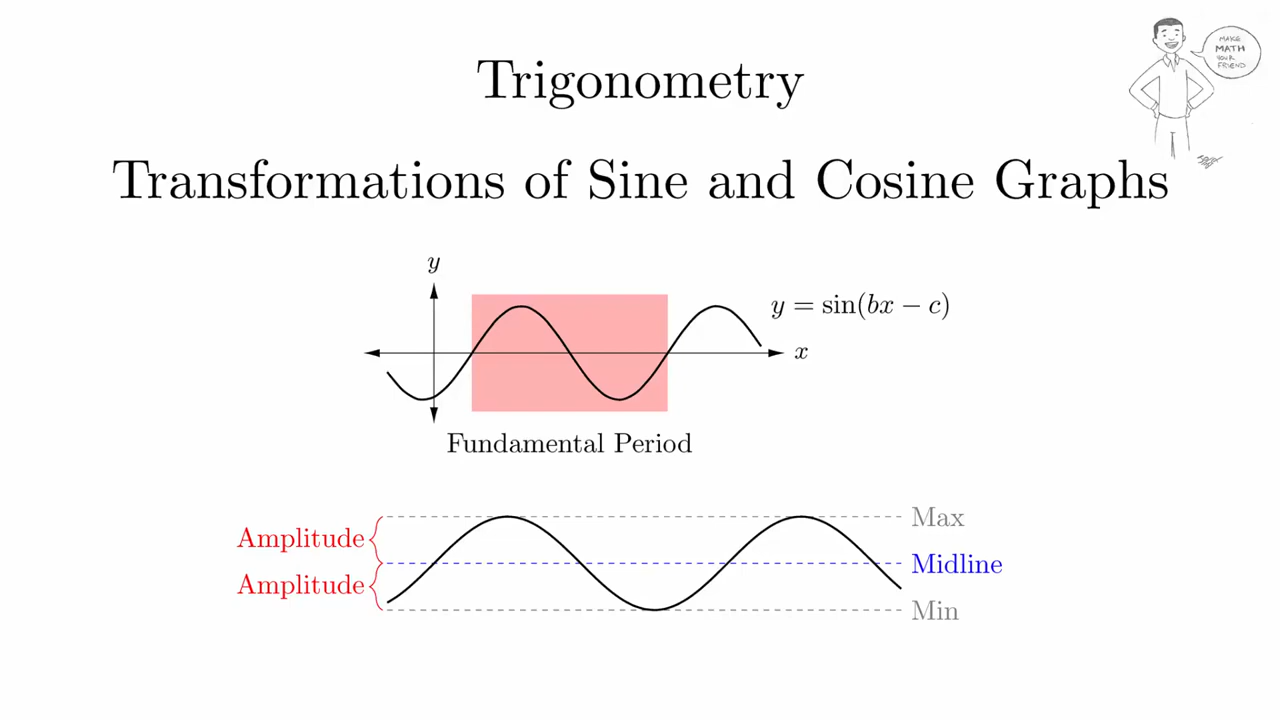 Trigonometry
MAKE
MATH
YOUR
FRIEND
Transformations of Sine and Cosine Graphs
y
y = sin(bx − c)
x
Fundamental Period
Max
Amplitude
Midline
Amplitude
Min